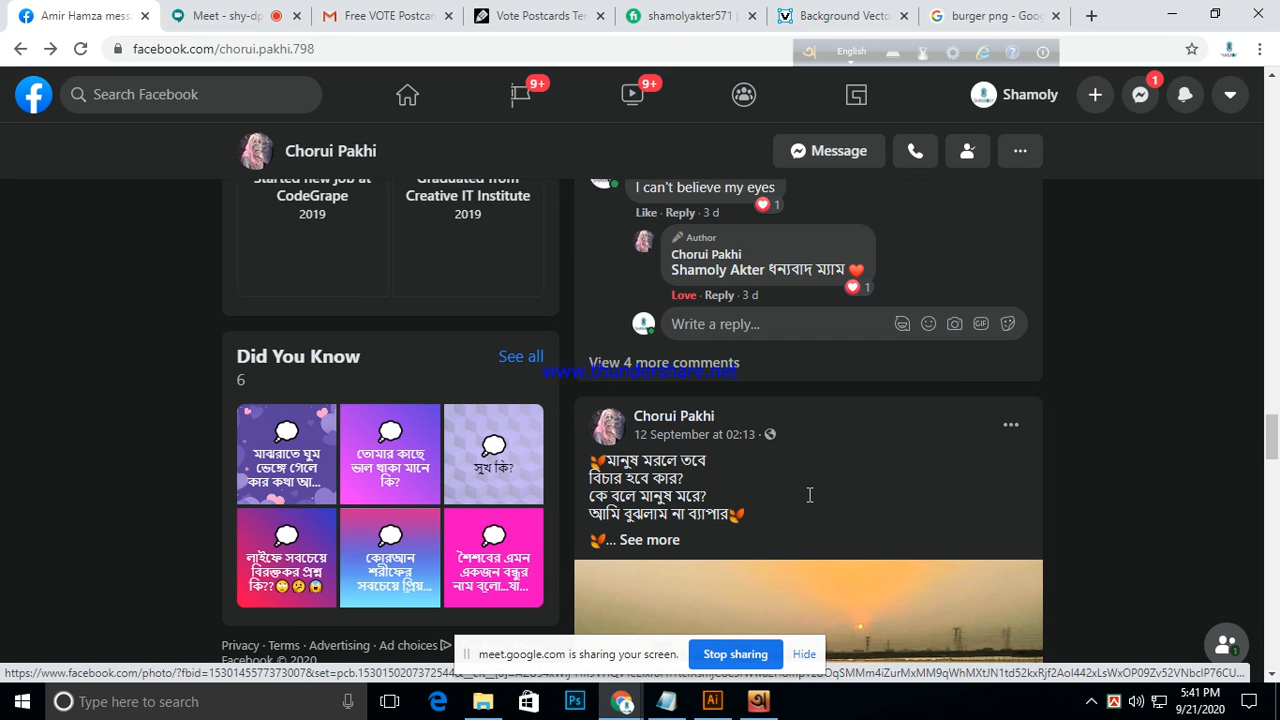 Amir Hamza mess
Meet - shy-dp
Free VOTE Postcar
Vote Postcards Te
shamolyakter571 |
Background Vecto
burger png - Goo
facebook.com/chorui.pakhi.798
English
Search Facebook
9+
9+
Shamoly
1
Chorui Pakhi
Message
Started new job at
CodeGrape
2019
Graduated from
Creative IT Institute
2019
I can't believe my eyes
1
Like · Reply · 3 d
Author
Chorui Pakhi
Shamoly Akter ধন্যবাদ ম্যাম
1
Love · Reply · 3 d
Write a reply...
GIF
View 4 more comments
www.thundershare.net
Did You Know
See all
6
মাঝরাতে ঘুম
ভেঙ্গে গেলে
কার কথা আ...
তোমার কাছে
ভাল থাকা মানে
কি?
সুখ কি?
লাইফে সবচেয়ে
বিরক্তকর প্রশ্ন
কি??
কোরআন
শরীফের
সবচেয়ে প্রিয়...
শৈশবের এমন
একজন বন্ধুর
নাম বলো...যা...
Chorui Pakhi
12 September at 02:13 ·
মানুষ মরলে তবে
বিচার হবে কার?
কে বলে মানুষ মরে?
আমি বুঝলাম না ব্যাপার
... See more
Privacy · Terms · Advertising · Ad choices
Facebook © 2020
meet.google.com is sharing your screen.
Stop sharing
Hide
1
Type here to search
Ps
Ai
5:41 PM
9/21/2020